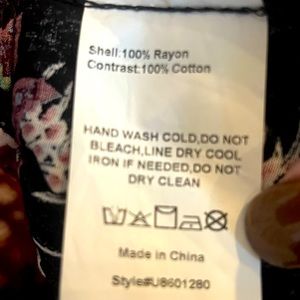 Shell:100% Rayon
Contrast:100% Cotton
HAND WASH COLD,DO NOT
BLEACH,LINE DRY COOL
IRON IF NEEDED,DO NOT
DRY CLEAN
Made in China
Style#U8601280